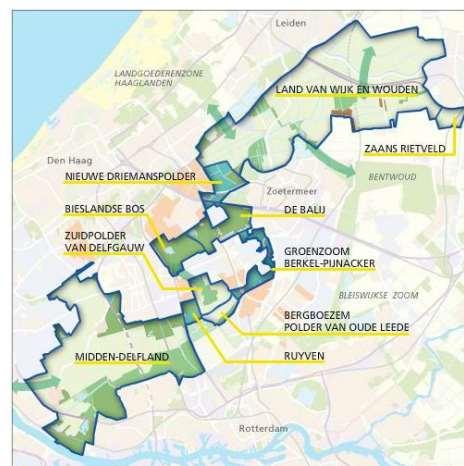 Leiden
LANDGOEDERENZONE
HAAGLANDEN
LAND VAN WIJK EN WOUDEN
ZAANS RIETVELD
Den Haag
NIEUWE DRIEMANSPOLDER
BENTWOUD
Zoetermeer
BIESLANDSE BOS
DE BALIJ
ZUIDPOLDER
VAN DELFGAUW
GROENZOOM
BERKEL-PIJNACKER
BLEISWIJKSE ZOOM
BERGBOEZEM
POLDER VAN OUDE LEEDE
MIDDEN-DELFLAND
RUYVEN
Rotterdam